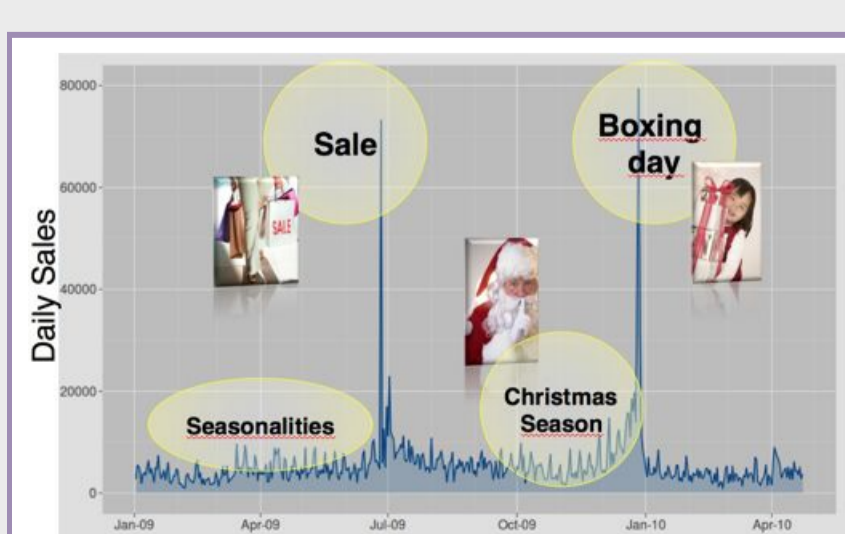 80000
Sale
Boxing
day
60000
SALE
Daily Sales
40000
20000
Christmas
Season
Seasonalities
0
Jan-09
Apr-09
Jul-09
Oct-09
Jan-10
Apr-10